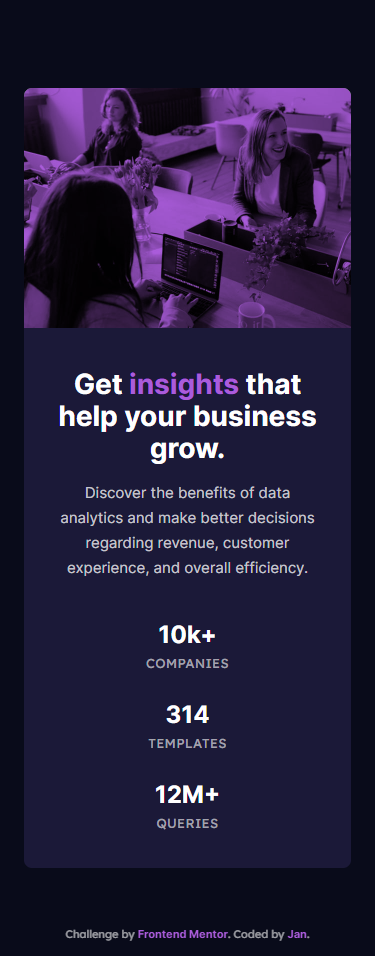 Get insights that
help your business
grow.
Discover the benefits of data
analytics and make better decisions
regarding revenue, customer
experience, and overall efficiency.
10k+
COMPANIES
314
TEMPLATES
12M+
QUERIES
Challenge by Frontend Mentor. Coded by Jan.